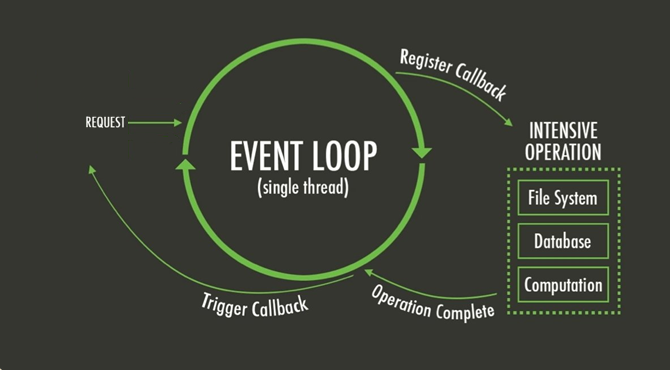 Register Callback
REQUEST
INTENSIVE
OPERATION
EVENT LOOP
(single thread)
File System
Database
Computation
Operation Complete
Trigger Callback